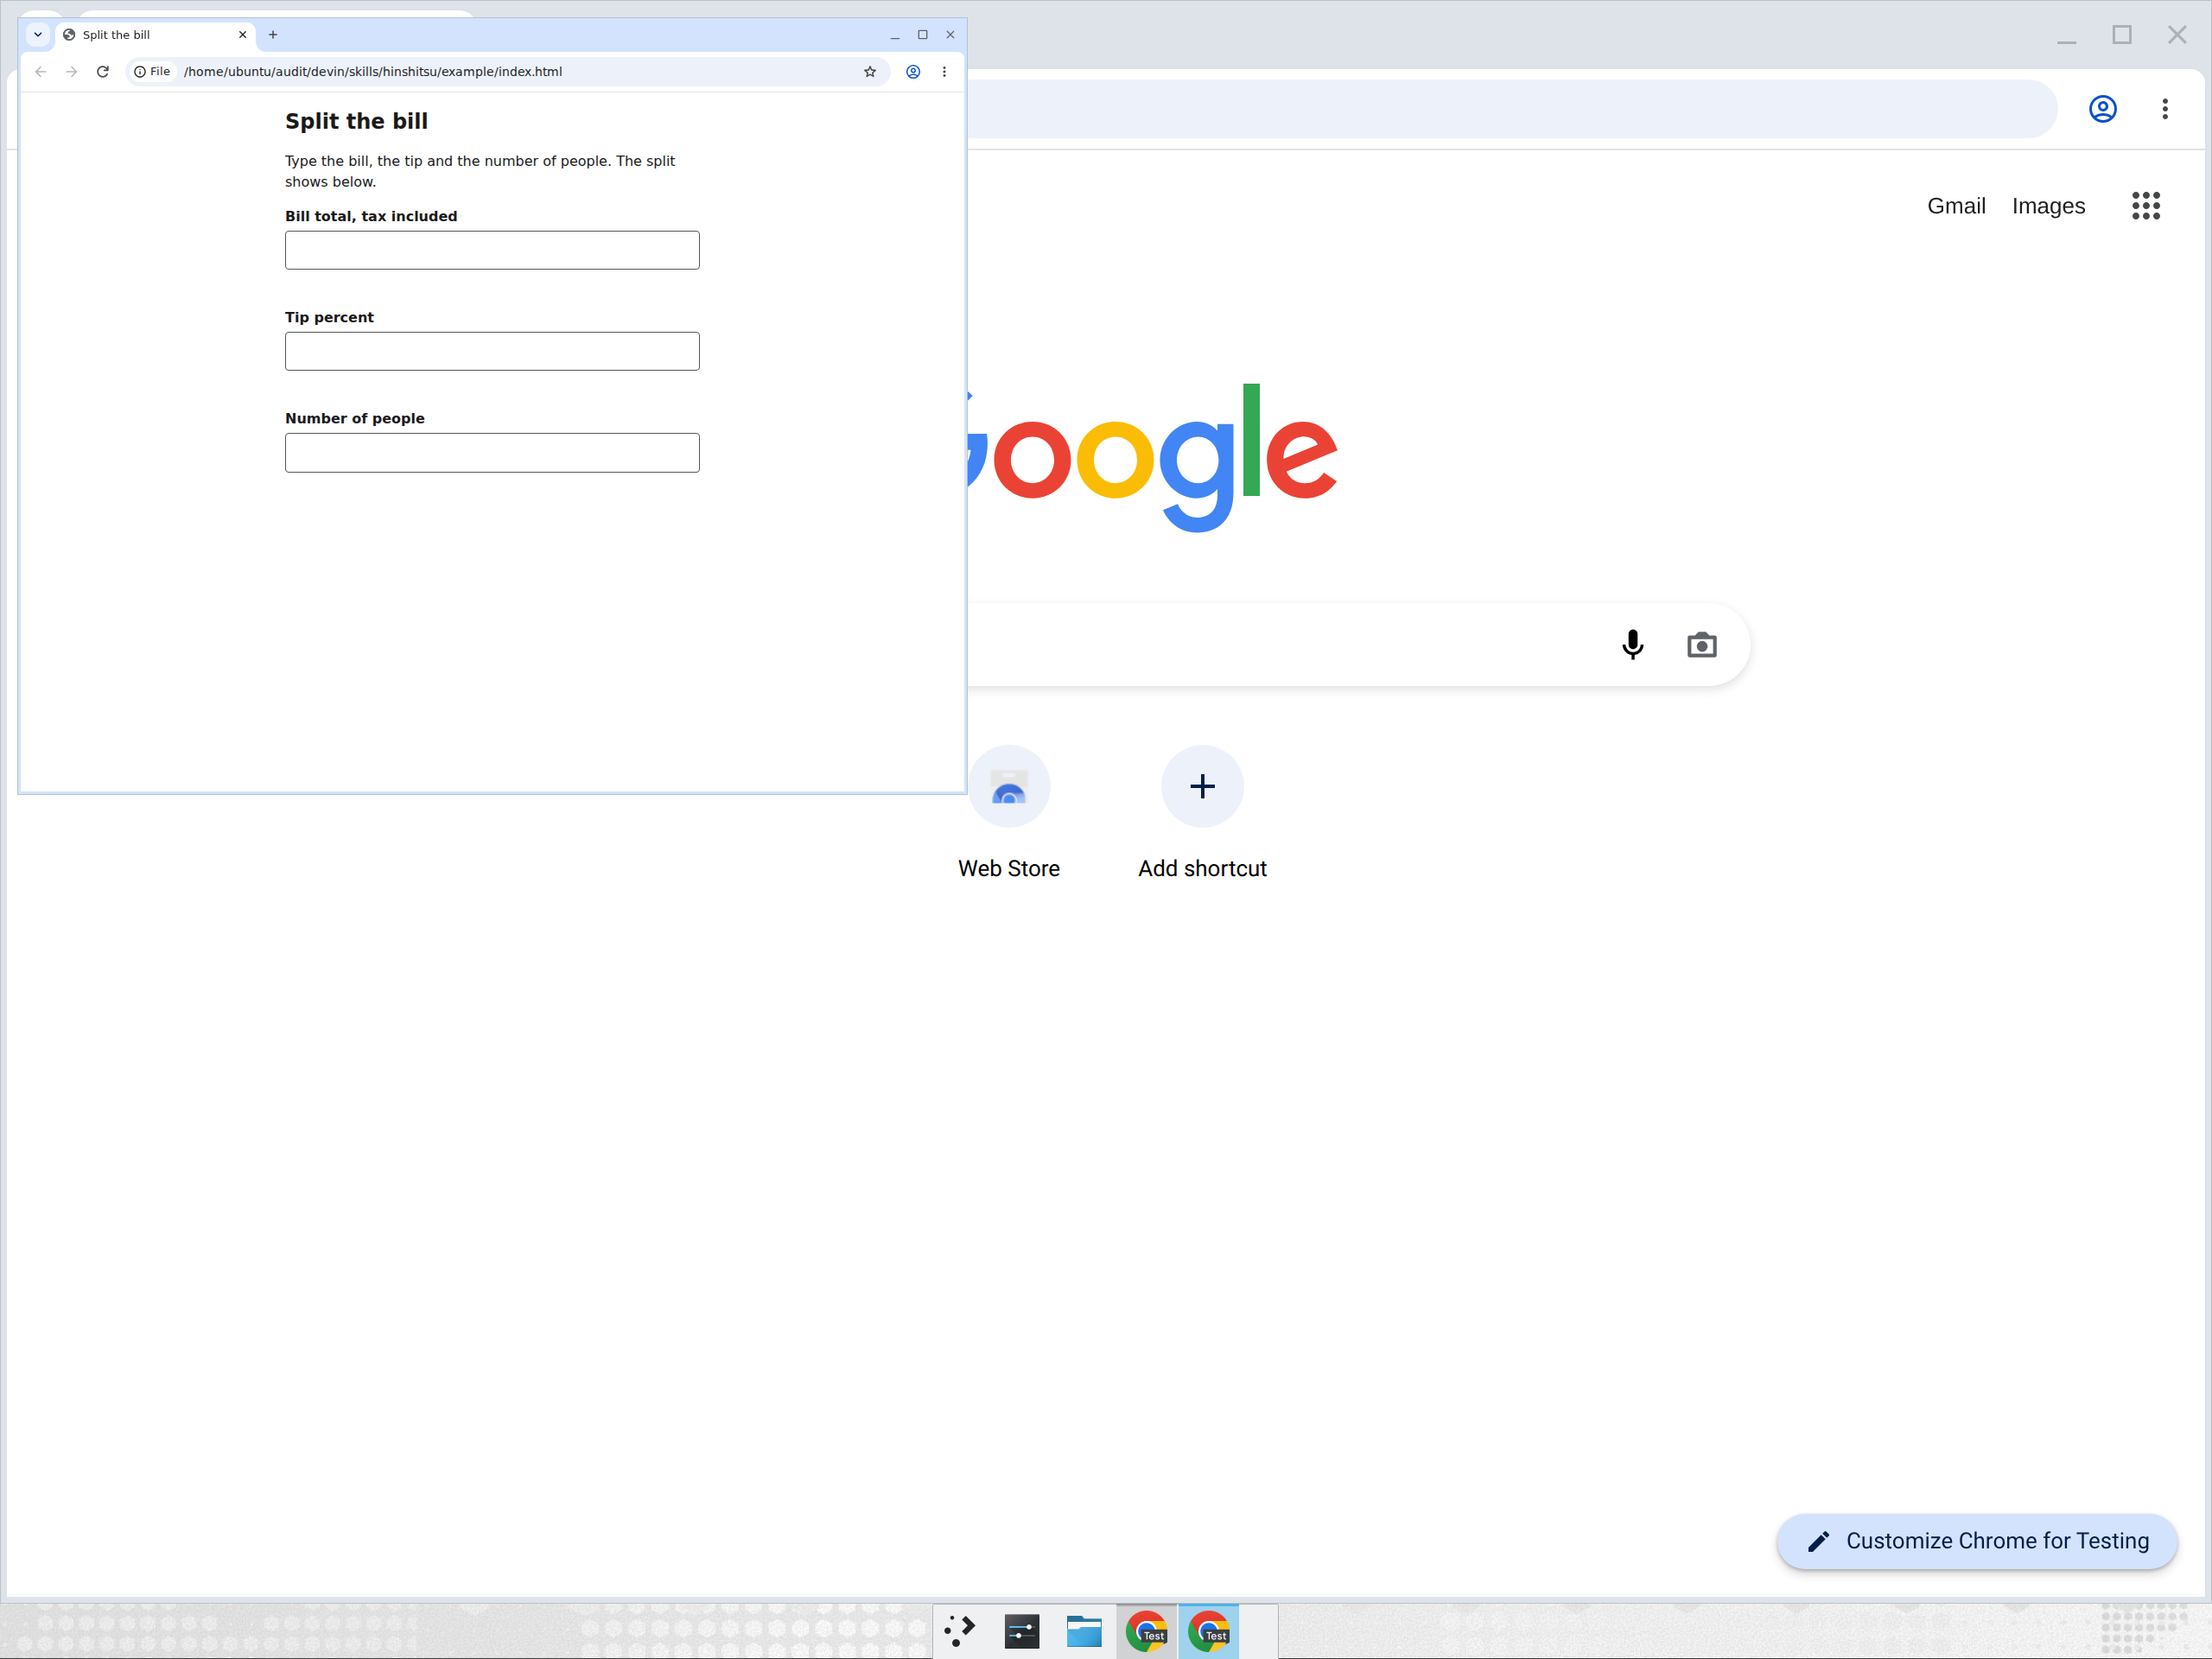 Split the bill
File
/home/ubuntu/audit/devin/skills/hinshitsu/example/index.html
Split the bill
Type the bill, the tip and the number of people. The split
shows below.
Bill total, tax included
Tip percent
Number of people
Gmail
Images
oogle
Web Store
Add shortcut
Customize Chrome for Testing
Test
Test